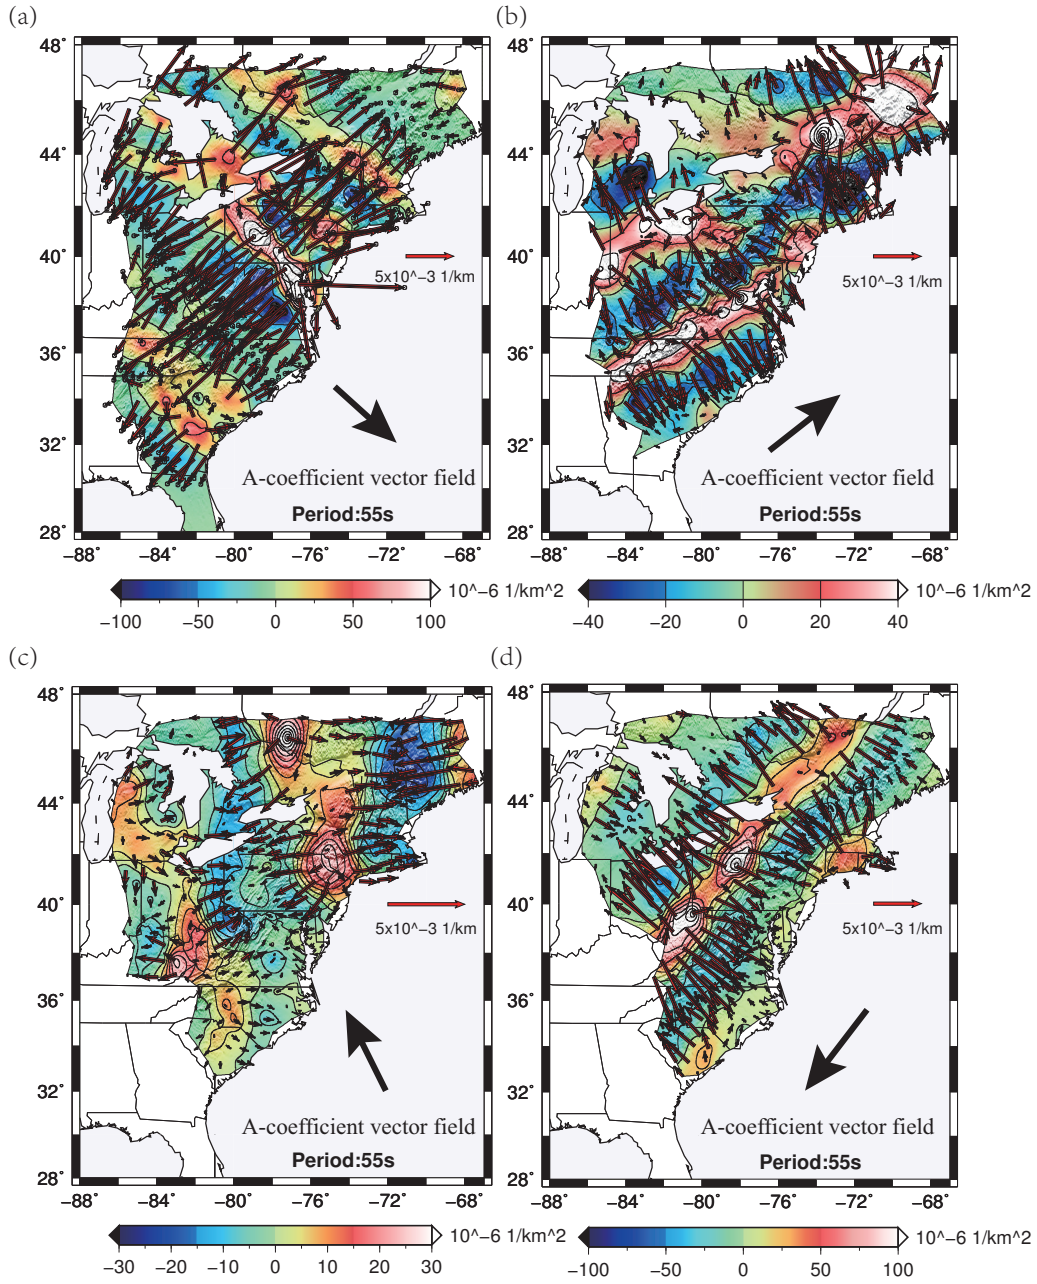 (a)
(b)
48°
44°
40°
36°
32°
28°
−88 −84 −80 −76 −72 −68
5x10^−3 1/km
A-coefficient vector field
Period:55s
−100 −50 0 50 100
10^−6 1/km^2
48°
44°
40°
36°
32°
28°
−88 −84 −80 −76 −72 −68
5x10^−3 1/km
A-coefficient vector field
Period:55s
−40 −20 0 20 40
10^−6 1/km^2
(c)
(d)
48°
44°
40°
36°
32°
28°
−88 −84 −80 −76 −72 −68
5x10^−3 1/km
A-coefficient vector field
Period:55s
−30 −20 −10 0 10 20 30
10^−6 1/km^2
48°
44°
40°
36°
32°
28°
−88 −84 −80 −76 −72 −68
5x10^−3 1/km
A-coefficient vector field
Period:55s
−100 −50 0 50 100
10^−6 1/km^2